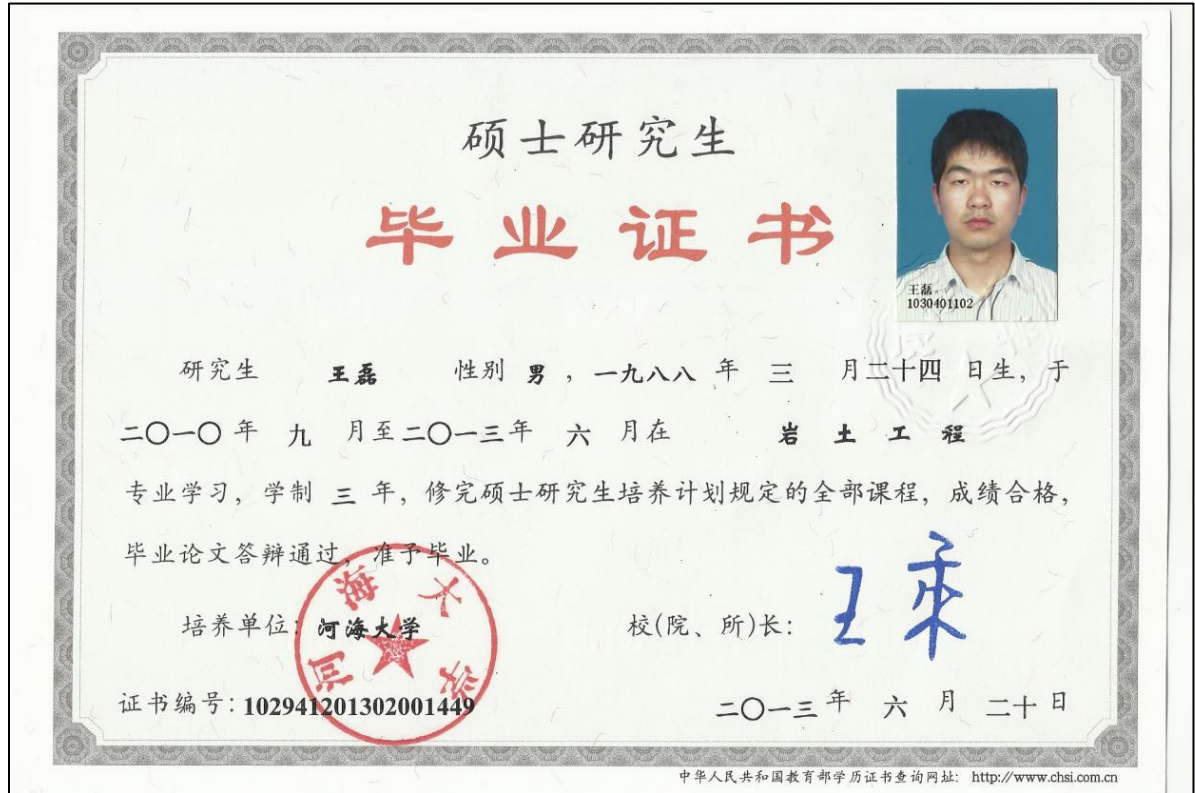 硕士研究生
毕业证书
王磊
1030401102
研究生 王磊 性别 男，一九八八 年 三 月二十四 日生，于
二〇一〇年 九 月至二〇一三年 六 月在 岩土工程
专业学习，学制 三 年，修完硕士研究生培养计划规定的全部课程，成绩合格，
毕业论文答辩通过，准予毕业。
培养单位：河海大学 校(院、所)长：
河海大学
证书编号：102941201302001449 二〇一三 年 六 月 二十 日
中华人民共和国教育部学历证书查询网址： http://www.chsi.com.cn